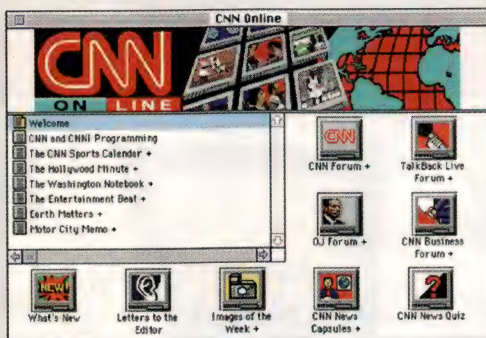 CNN Online
CNN
ON LINE
Welcome
CNN and CNNI Programming
The CNN Sports Calendar +
The Hollywood Minute +
The Washington Notebook +
The Entertainment Beat +
Earth Matters +
Motor City Memo +
CNN
CNN Forum +
TalkBack Live
Forum +
OJ Forum +
CNN Business
Forum +
NEW!
What's New
Letters to the
Editor
Images of the
Week +
CNN News
Capsules +
?
CNN News Quiz